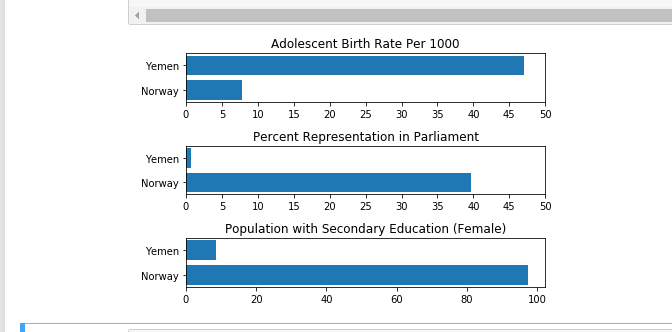 Adolescent Birth Rate Per 1000
Yemen
Norway
0 5 10 15 20 25 30 35 40 45 50
Percent Representation in Parliament
Yemen
Norway
0 5 10 15 20 25 30 35 40 45 50
Population with Secondary Education (Female)
Yemen
Norway
0 20 40 60 80 100